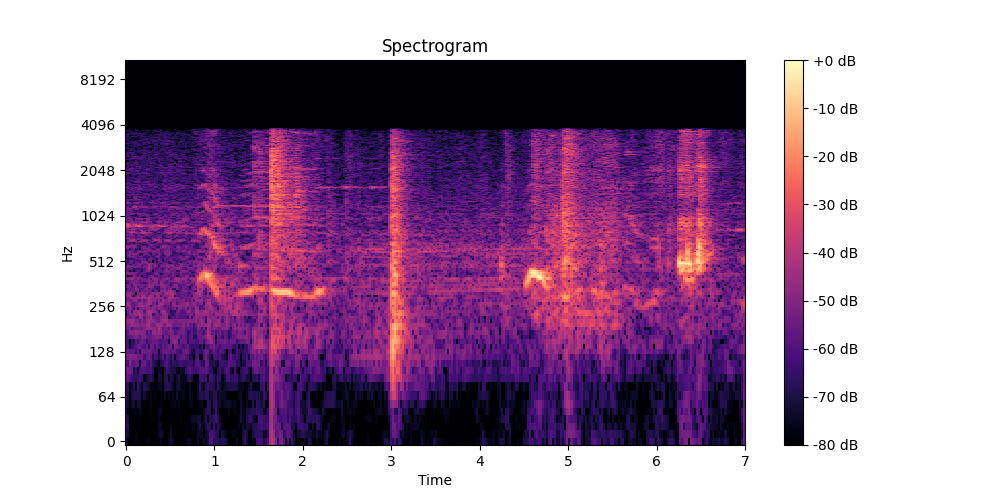 Spectrogram
8192
4096
2048
1024
512
256
128
64
0
Hz
0 1 2 3 4 5 6 7
Time
+0 dB
-10 dB
-20 dB
-30 dB
-40 dB
-50 dB
-60 dB
-70 dB
-80 dB